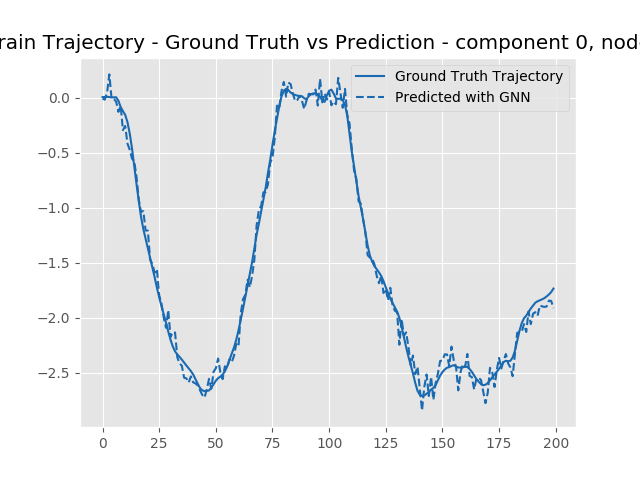 rain Trajectory - Ground Truth vs Prediction - component 0, nod
Ground Truth Trajectory
Predicted with GNN
0.0
−0.5
−1.0
−1.5
−2.0
−2.5
0 25 50 75 100 125 150 175 200